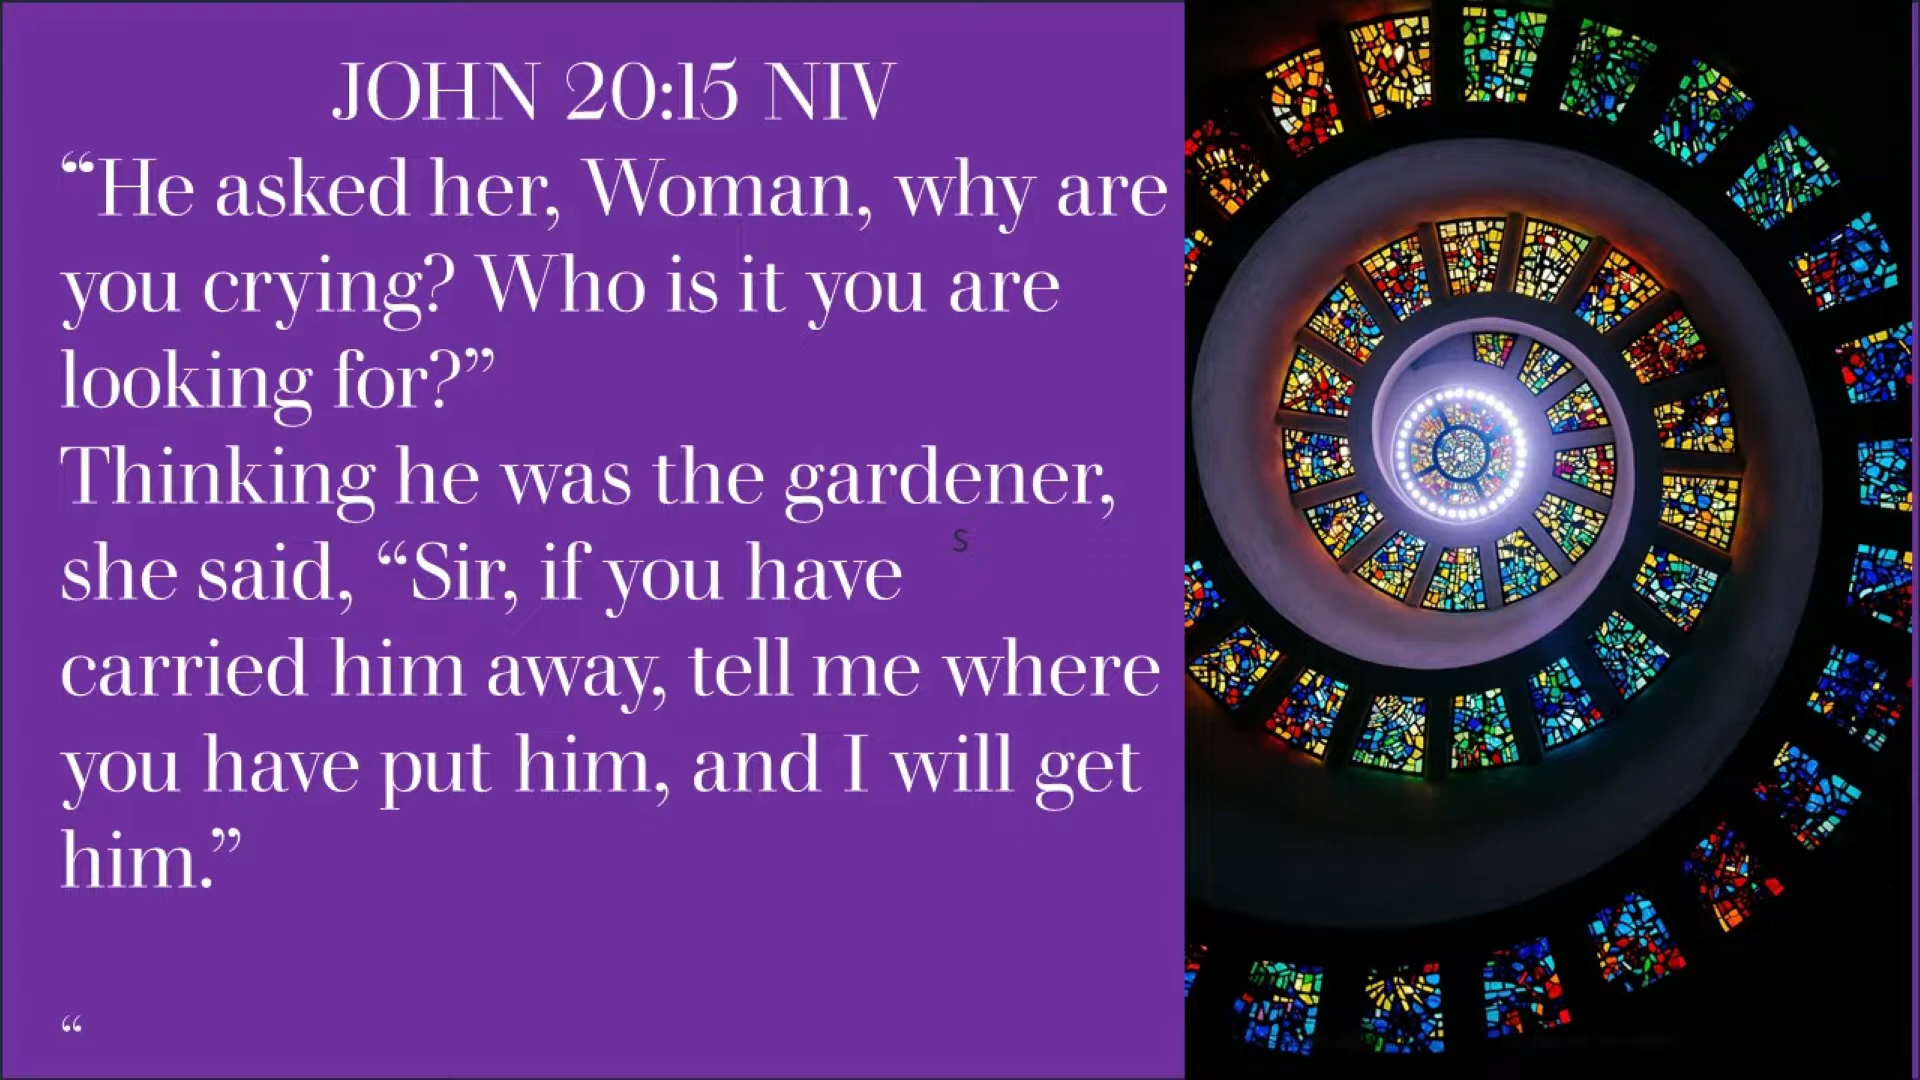 JOHN 20:15 NIV
“He asked her, Woman, why are
you crying? Who is it you are
looking for?”
Thinking he was the gardener,
s
she said, “Sir, if you have
carried him away, tell me where
you have put him, and I will get
him.”
“